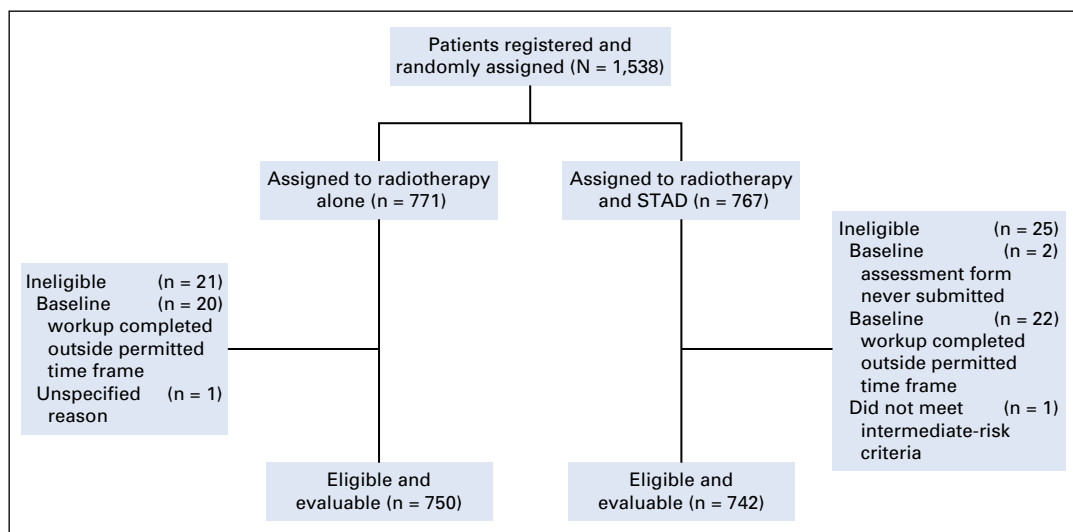 Patients registered and
randomly assigned (N = 1,538)
Assigned to radiotherapy
alone (n = 771)
Assigned to radiotherapy
and STAD (n = 767)
Ineligible (n = 21)
Baseline (n = 20)
workup completed
outside permitted
time frame
Unspecified (n = 1)
reason
Ineligible (n = 25)
Baseline (n = 2)
assessment form
never submitted
Baseline (n = 22)
workup completed
outside permitted
time frame
Did not meet (n = 1)
intermediate-risk
criteria
Eligible and
evaluable (n = 750)
Eligible and
evaluable (n = 742)